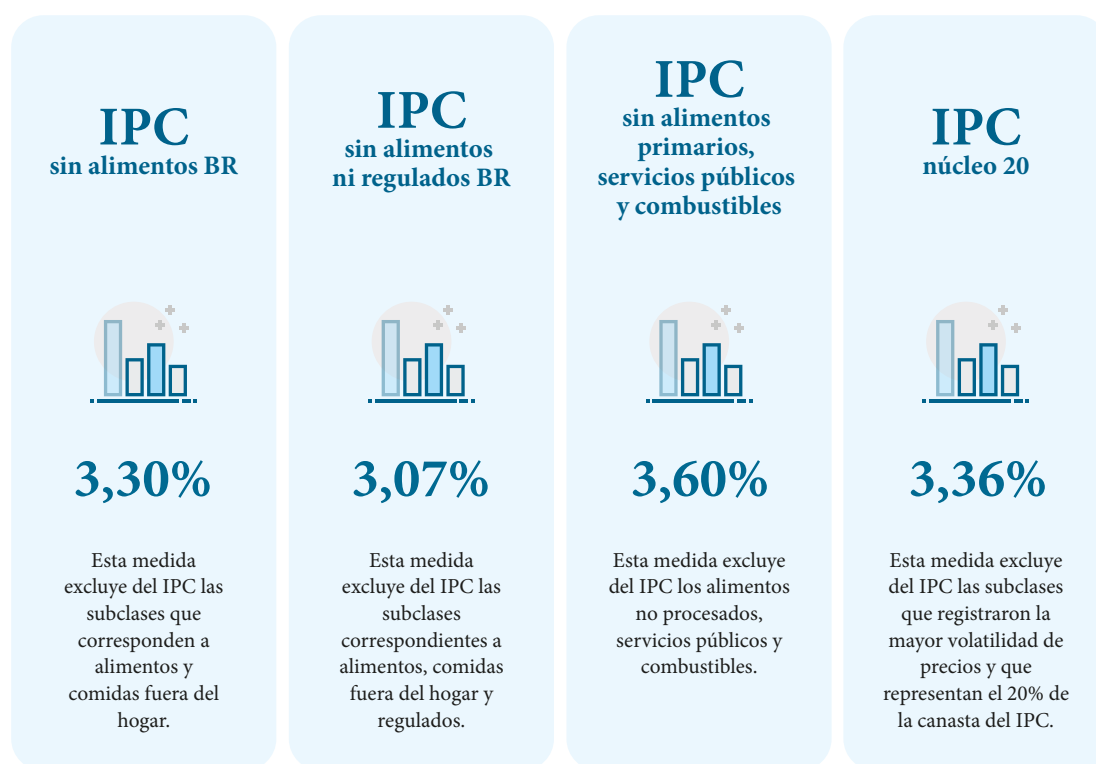 IPC
sin alimentos BR
3,30%
Esta medida
excluye del IPC las
subclases que
corresponden a
alimentos y
comidas fuera del
hogar.
IPC
sin alimentos
ni regulados BR
3,07%
Esta medida
excluye del IPC las
subclases
correspondientes a
alimentos, comidas
fuera del hogar y
regulados.
IPC
sin alimentos
primarios,
servicios públicos
y combustibles
3,60%
Esta medida excluye
del IPC los alimentos
no procesados,
servicios públicos y
combustibles.
IPC
núcleo 20
3,36%
Esta medida excluye
del IPC las subclases
que registraron la
mayor volatilidad de
precios y que
representan el 20% de
la canasta del IPC.